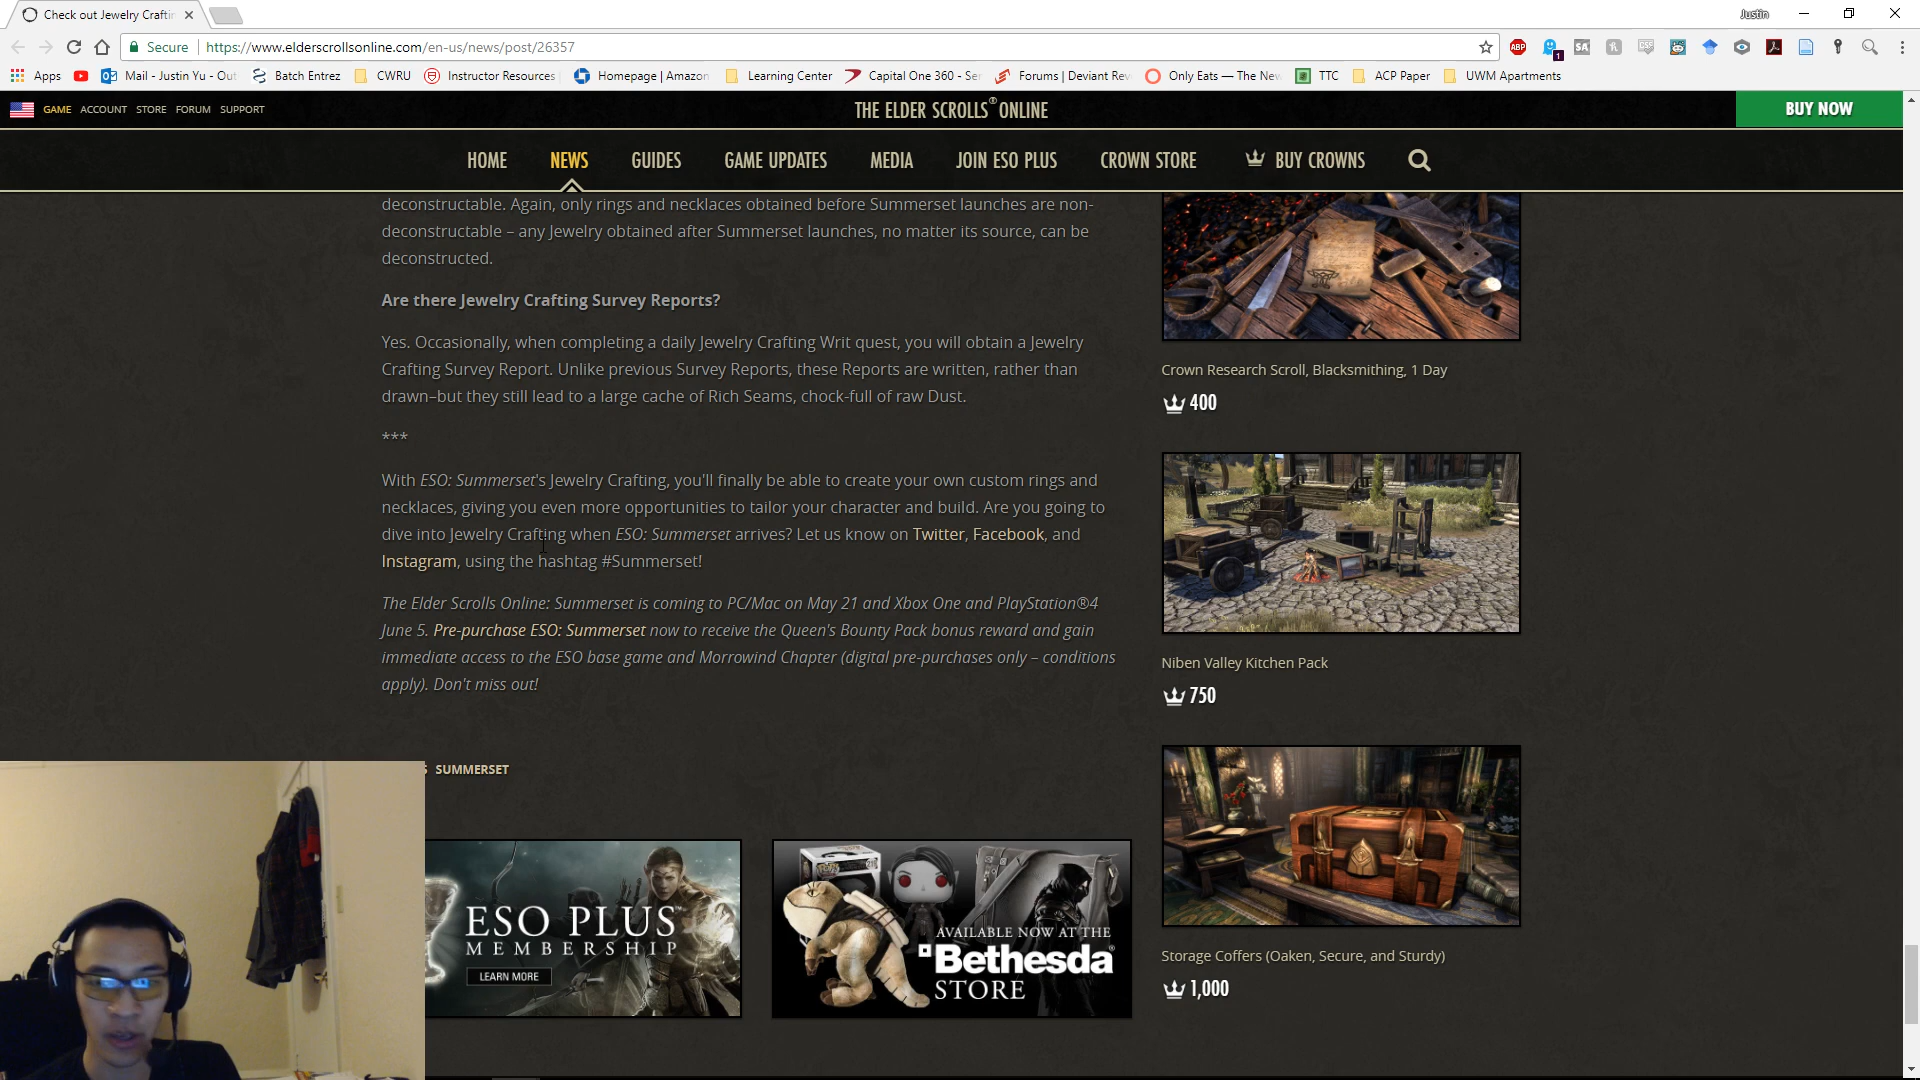 Check out Jewelry Craftin
Justin
Secure
https://www.elderscrollsonline.com/en-us/news/post/26357
Apps
Mail - Justin Yu - Out
Batch Entrez
CWRU
Instructor Resources
Homepage | Amazon
Learning Center
Capital One 360 - Ser
Forums | Deviant Rev
Only Eats — The New
TTC
ACP Paper
UWM Apartments
GAME ACCOUNT STORE FORUM SUPPORT
THE ELDER SCROLLS® ONLINE
BUY NOW
HOME NEWS GUIDES GAME UPDATES MEDIA JOIN ESO PLUS CROWN STORE BUY CROWNS
deconstructable. Again, only rings and necklaces obtained before Summerset launches are non-
deconstructable – any Jewelry obtained after Summerset launches, no matter its source, can be
deconstructed.
Are there Jewelry Crafting Survey Reports?
Yes. Occasionally, when completing a daily Jewelry Crafting Writ quest, you will obtain a Jewelry
Crafting Survey Report. Unlike previous Survey Reports, these Reports are written, rather than
drawn–but they still lead to a large cache of Rich Seams, chock-full of raw Dust.
***
With ESO: Summerset's Jewelry Crafting, you'll finally be able to create your own custom rings and
necklaces, giving you even more opportunities to tailor your character and build. Are you going to
dive into Jewelry Crafting when ESO: Summerset arrives? Let us know on Twitter, Facebook, and
Instagram, using the hashtag #Summerset!
The Elder Scrolls Online: Summerset is coming to PC/Mac on May 21 and Xbox One and PlayStation®4
June 5. Pre-purchase ESO: Summerset now to receive the Queen's Bounty Pack bonus reward and gain
immediate access to the ESO base game and Morrowind Chapter (digital pre-purchases only – conditions
apply). Don't miss out!
SUMMERSET
ESO PLUS™
MEMBERSHIP
LEARN MORE
AVAILABLE NOW AT THE
Bethesda®
STORE
Crown Research Scroll, Blacksmithing, 1 Day
400
Niben Valley Kitchen Pack
750
Storage Coffers (Oaken, Secure, and Sturdy)
1,000